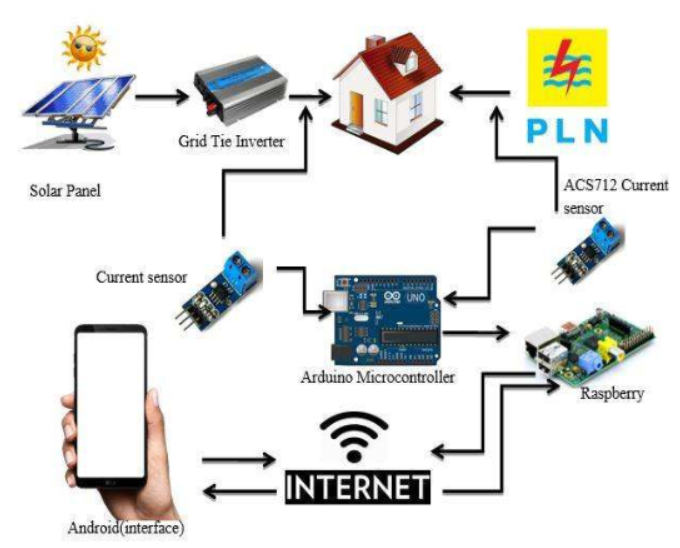 Grid Tie Inverter
PLN
Solar Panel
ACS712 Current
sensor
Current sensor
UNO
Arduino Microcontroller
Raspberry
INTERNET
Android(interface)